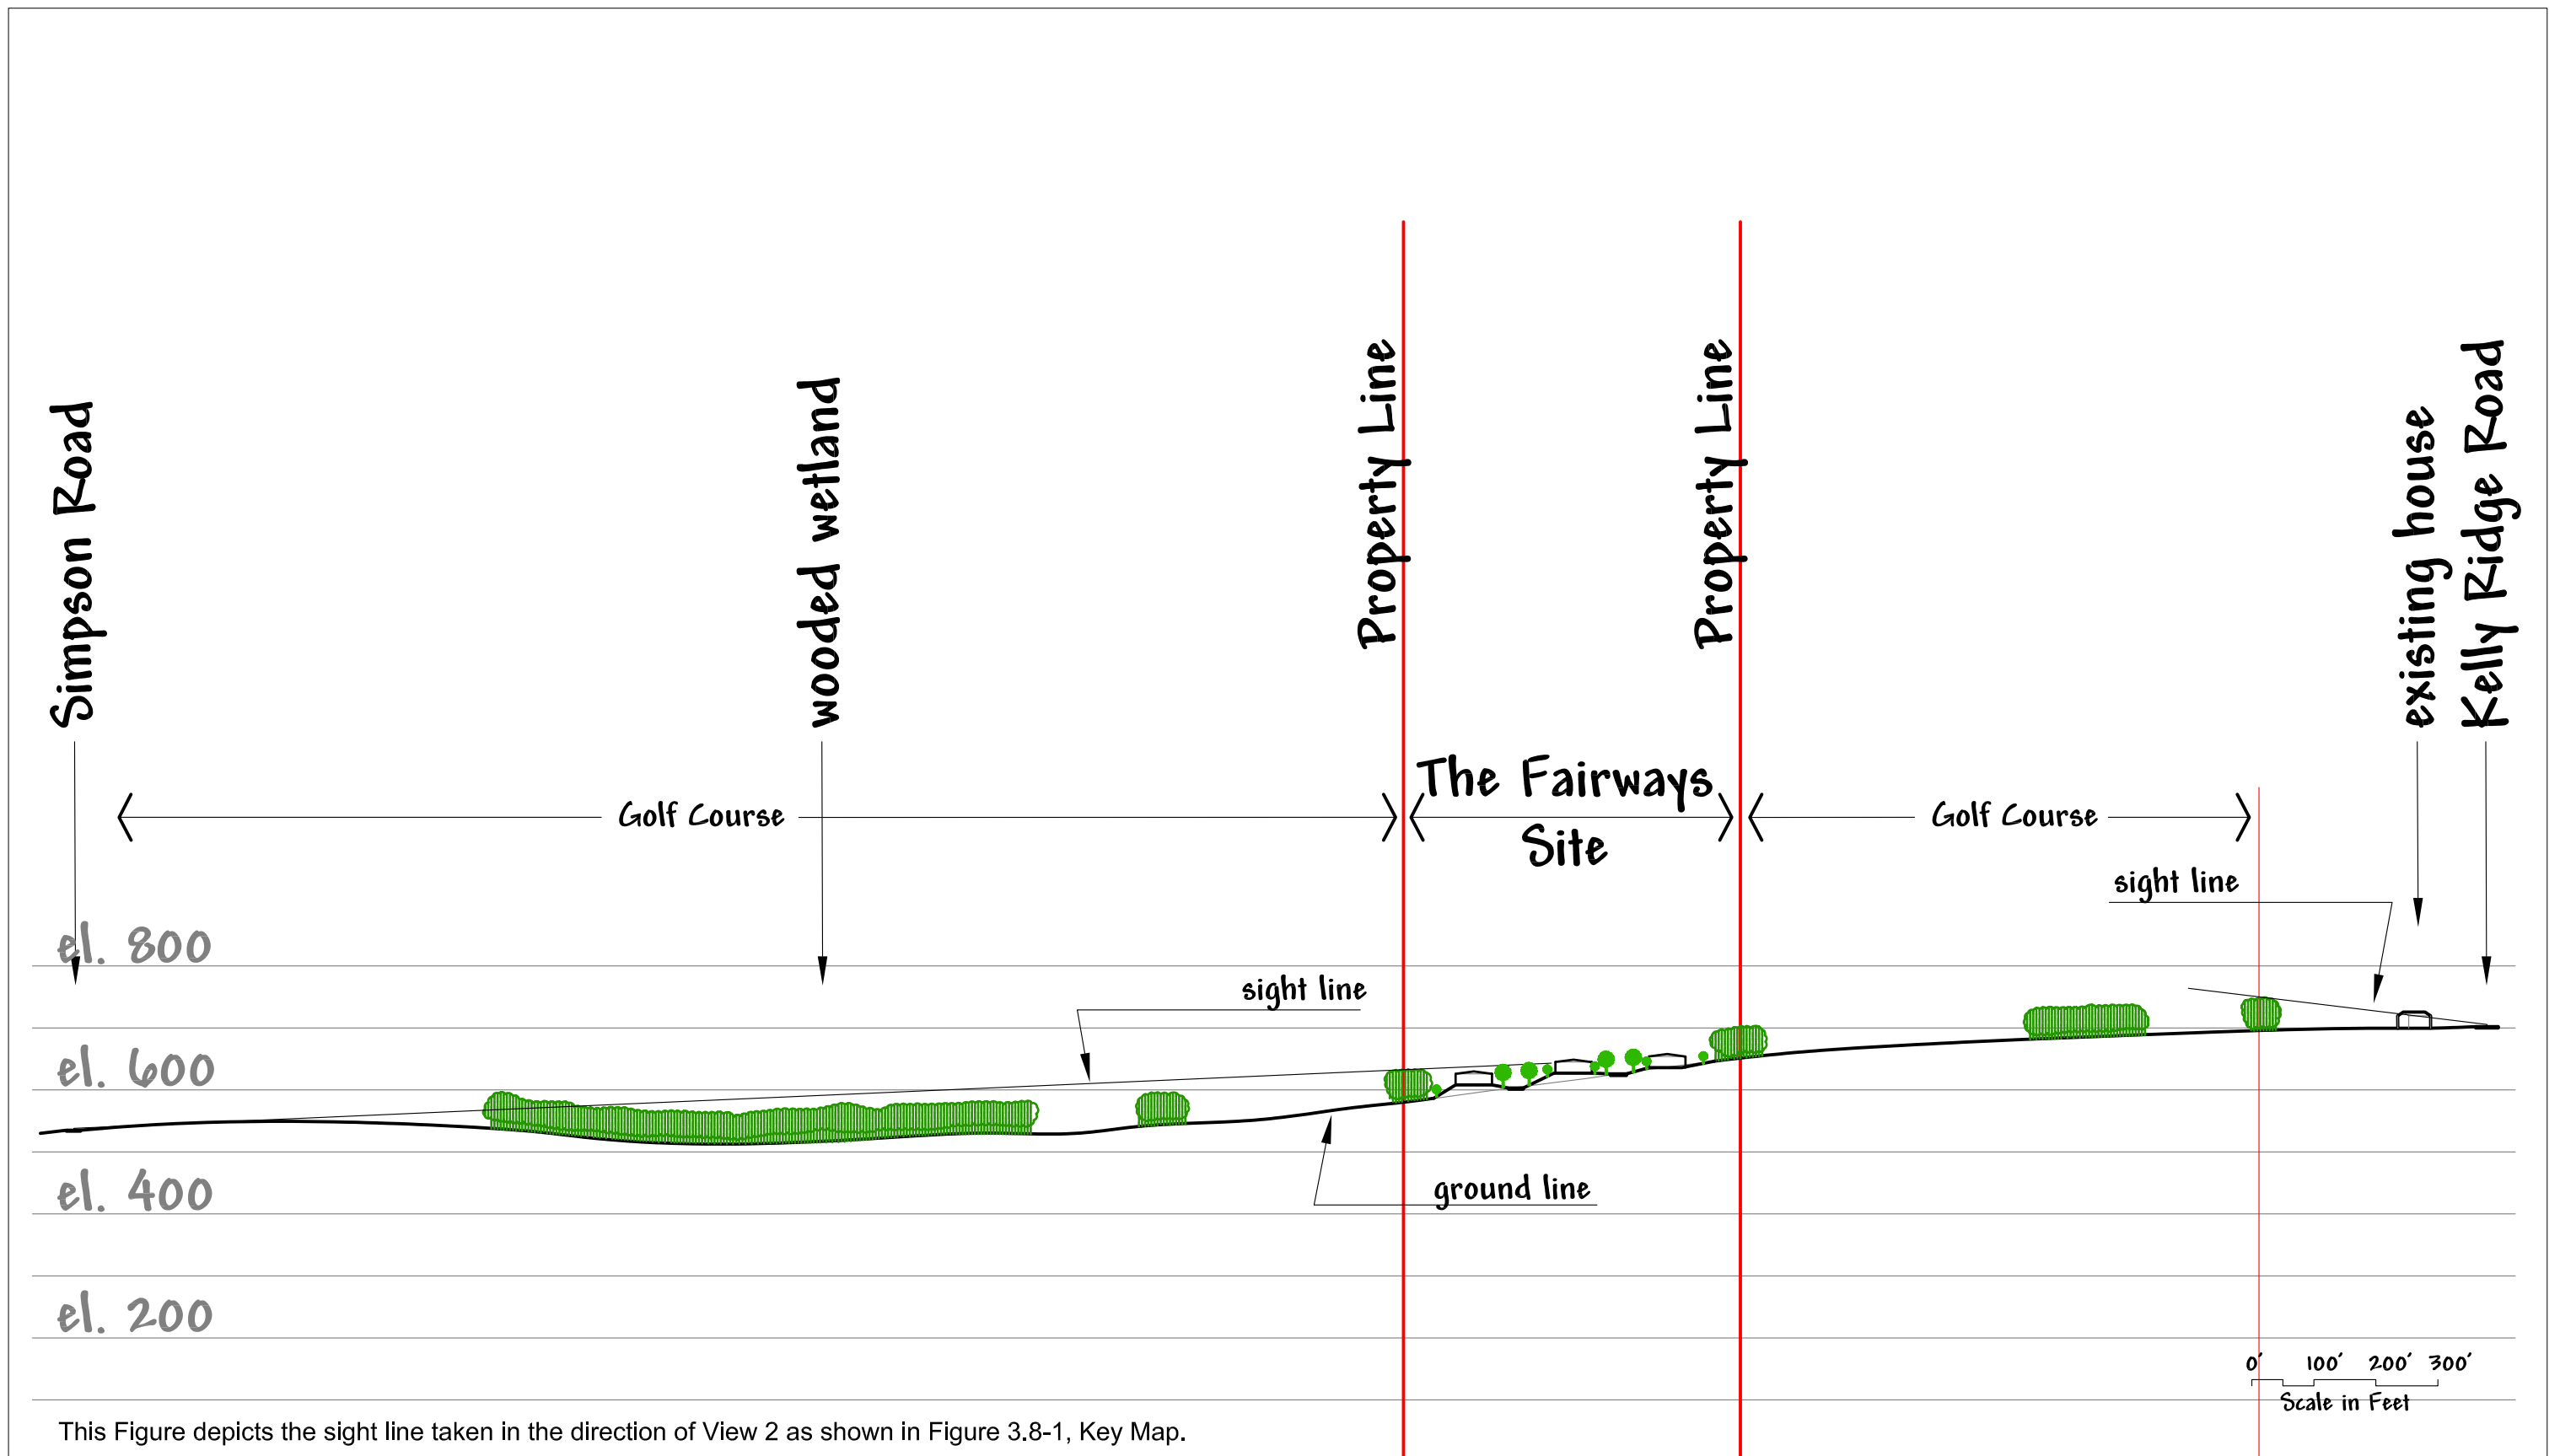 Simpson Road
wooded wetland
Property Line
Property Line
existing house
Kelly Ridge Road
Golf Course
The Fairways
Site
Golf Course
sight line
el. 800
sight line
el. 600
el. 400
ground line
el. 200
0' 100' 200' 300'
Scale in Feet
This Figure depicts the sight line taken in the direction of View 2 as shown in Figure 3.8-1, Key Map.